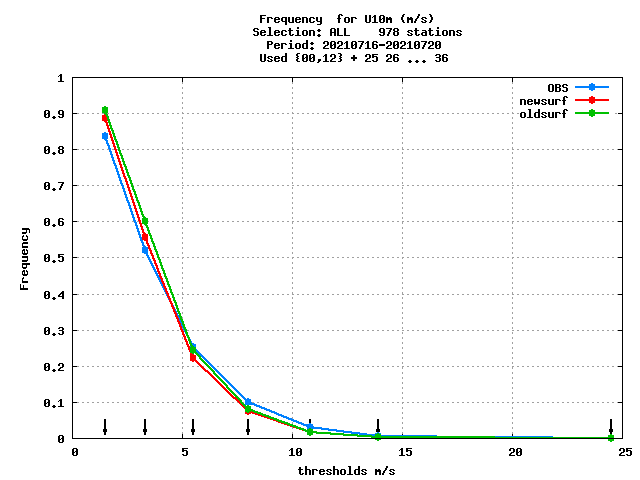 Frequency  for U10m (m/s)
Selection: ALL    978 stations
Period: 20210716-20210720
Used {00,12} + 25 26 ... 36
OBS
newsurf
oldsurf
1
0.9
0.8
0.7
0.6
0.5
0.4
0.3
0.2
0.1
0
Frequency
0 5 10 15 20 25
thresholds m/s